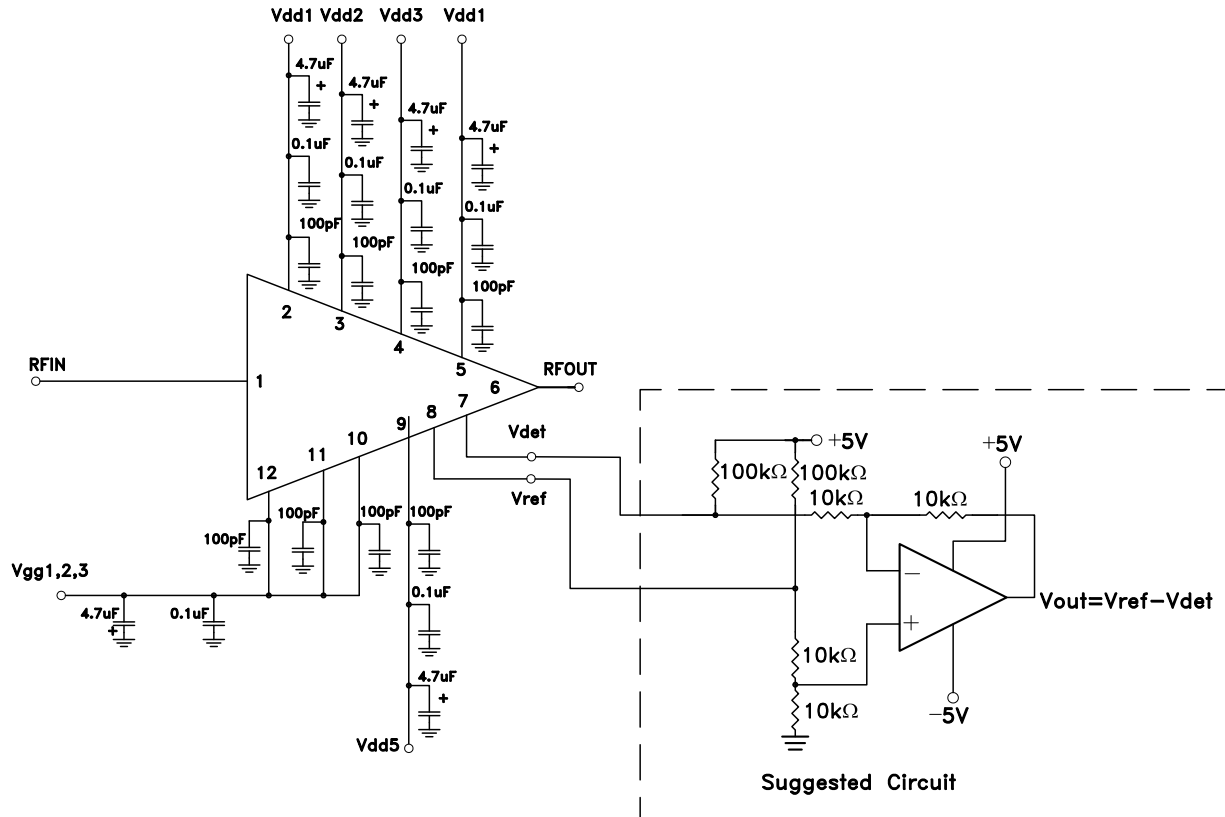 Vdd1 Vdd2 Vdd3 Vdd1
4.7uF
+
4.7uF
+
4.7uF
+
4.7uF
+
0.1uF
0.1uF
0.1uF
0.1uF
100pF
100pF
100pF
100pF
2
3
4
5
RFIN
1
6
RFOUT
7
8
9
10
11
12
Vdet
Vref
100pF
100pF
100pF
100pF
Vgg1,2,3
4.7uF
+
0.1uF
0.1uF
4.7uF
+
Vdd5
+5V
+5V
100kΩ
100kΩ
10kΩ
10kΩ
−
+
Vout=Vref−Vdet
10kΩ
10kΩ
−5V
Suggested Circuit